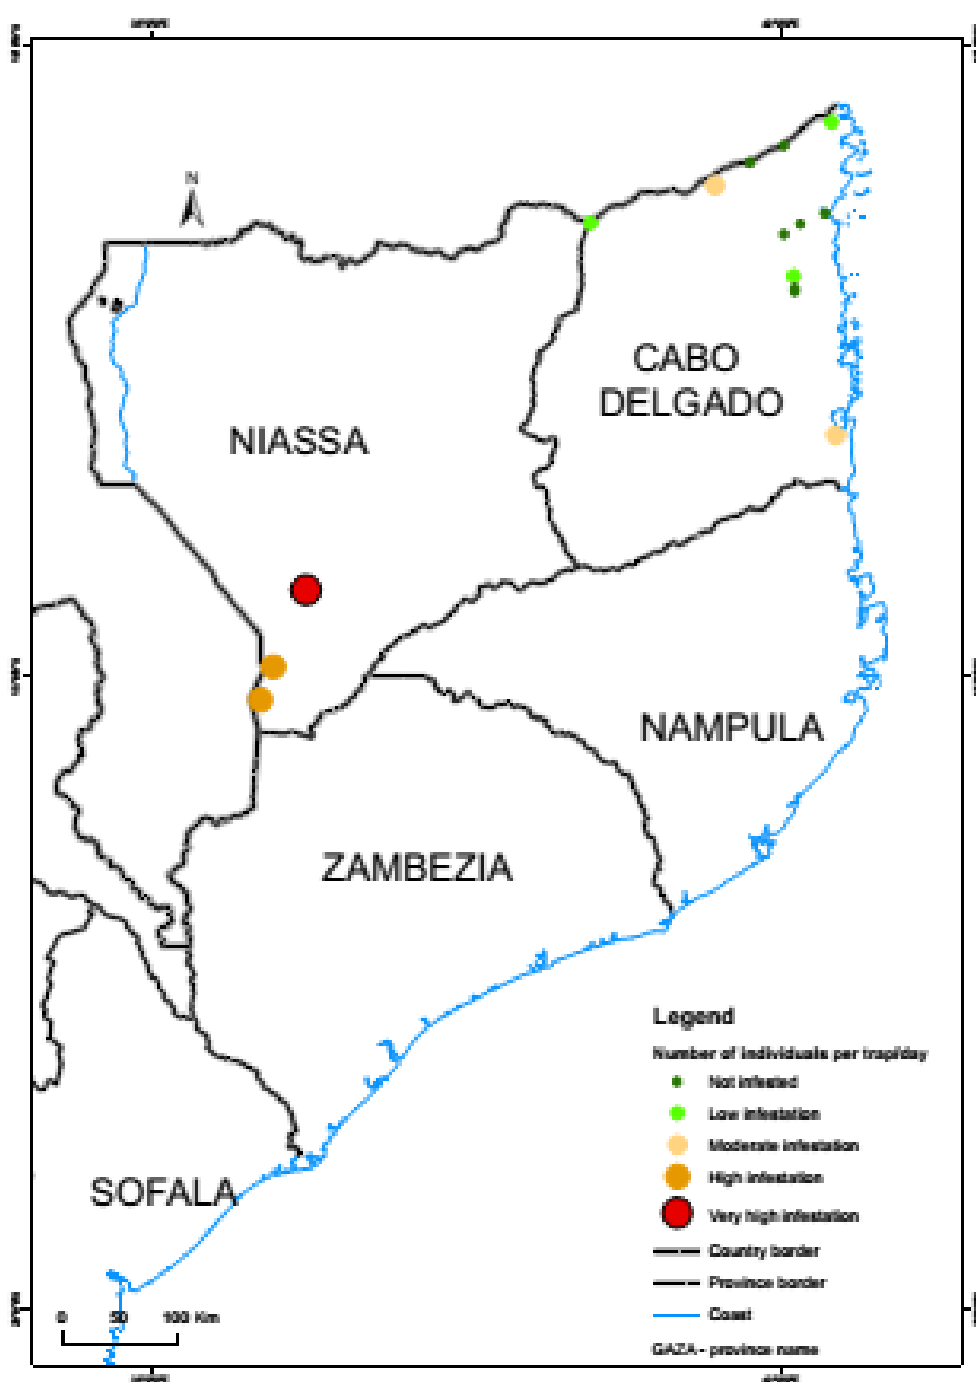 N
CABO
DELGADO
NIASSA
NAMPULA
ZAMBEZIA
SOFALA
Legend
Number of individuals per trap/day
Not infested
Low infestation
Moderate infestation
High infestation
Very high infestation
Country border
Province border
Coast
GAZA - province name
0 50 100 Km